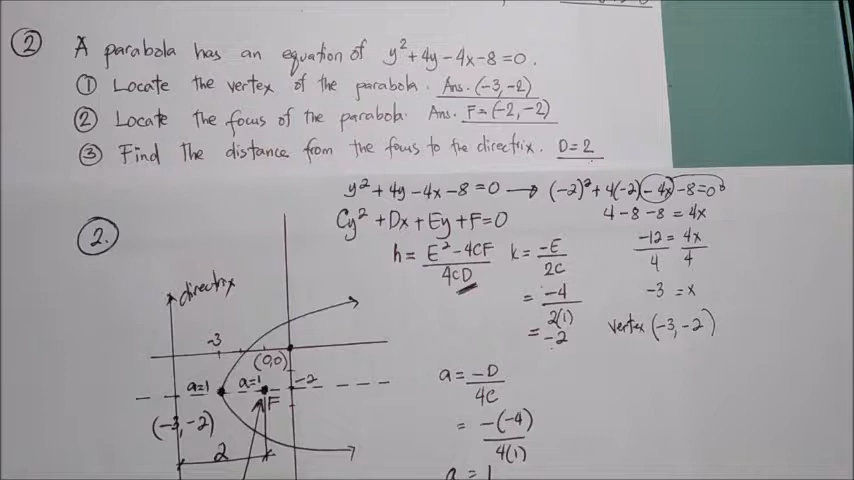 ② A parabola has an equation of y²+4y-4x-8=0.
① Locate the vertex of the parabola. Ans. (-3,-2)
② Locate the focus of the parabola. Ans. F=(-2,-2)
③ Find the distance from the focus to the directrix. D=2
y²+4y-4x-8=0 → (-2)²+4(-2)-4x-8=0
Cy²+Dx+Ey+F=0
4-8-8=4x
h = E²-4CF / 4CD
k = -E / 2C
-12/4 = 4x/4
= -4 / 2(1)
-3 = x
= -2
vertex (-3,-2)
2.
directrix
-3
(0,0)
a=1
a=1
-2
F
(-3,-2)
2
a = -D / 4C
= -(-4) / 4(1)
a = 1